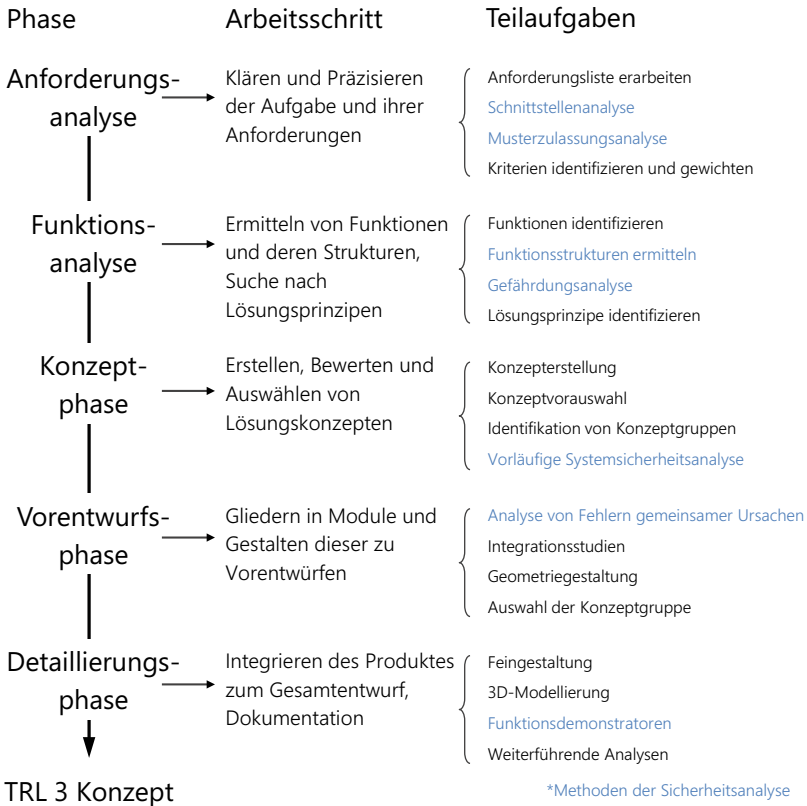 Phase Arbeitsschritt Teilaufgaben
Anforderungs-
analyse
Klären und Präzisieren
der Aufgabe und ihrer
Anforderungen
Anforderungsliste erarbeiten
Schnittstellenanalyse
Musterzulassungsanalyse
Kriterien identifizieren und gewichten
Funktions-
analyse
Ermitteln von Funktionen
und deren Strukturen,
Suche nach
Lösungsprinzipen
Funktionen identifizieren
Funktionsstrukturen ermitteln
Gefährdungsanalyse
Lösungsprinzipe identifizieren
Konzept-
phase
Erstellen, Bewerten und
Auswählen von
Lösungskonzepten
Konzepterstellung
Konzeptvorauswahl
Identifikation von Konzeptgruppen
Vorläufige Systemsicherheitsanalyse
Vorentwurfs-
phase
Gliedern in Module und
Gestalten dieser zu
Vorentwürfen
Analyse von Fehlern gemeinsamer Ursachen
Integrationsstudien
Geometriegestaltung
Auswahl der Konzeptgruppe
Detaillierungs-
phase
Integrieren des Produktes
zum Gesamtentwurf,
Dokumentation
Feingestaltung
3D-Modellierung
Funktionsdemonstratoren
Weiterführende Analysen
TRL 3 Konzept
*Methoden der Sicherheitsanalyse